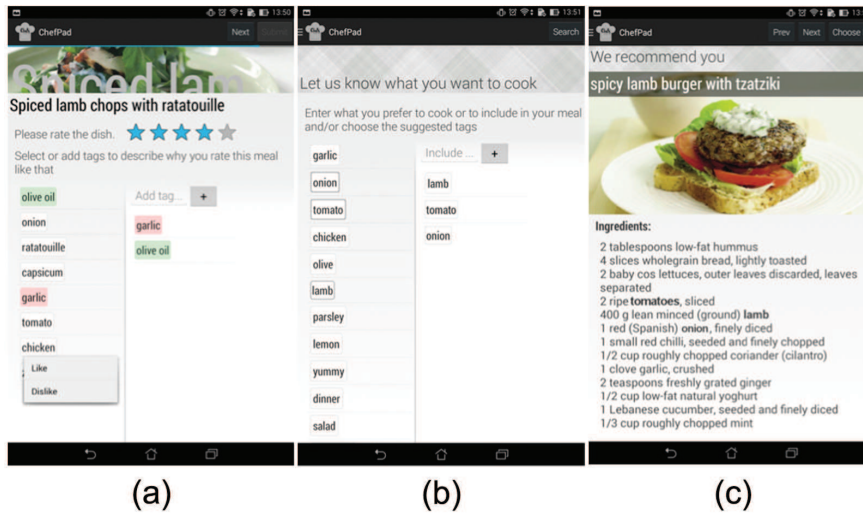 13:50
ChefPad
Next
Submit
Spiced lam
Spiced lamb chops with ratatouille
Please rate the dish.
Select or add tags to describe why you rate this meal
like that
olive oil
Add tag...
+
onion
garlic
ratatouille
olive oil
capsicum
garlic
tomato
chicken
Like
Dislike
(a)
13:51
ChefPad
Search
Let us know what you want to cook
Enter what you prefer to cook or to include in your meal
and/or choose the suggested tags
garlic
Include ...
+
onion
lamb
tomato
tomato
chicken
onion
olive
lamb
parsley
lemon
yummy
dinner
salad
(b)
ChefPad
Prev
Next
Choose
We recommend you
spicy lamb burger with tzatziki
Ingredients:
2 tablespoons low-fat hummus
4 slices wholegrain bread, lightly toasted
2 baby cos lettuces, outer leaves discarded, leaves
separated
2 ripe tomatoes, sliced
400 g lean minced (ground) lamb
1 red (Spanish) onion, finely diced
1 small red chilli, seeded and finely chopped
1/2 cup roughly chopped coriander (cilantro)
1 clove garlic, crushed
2 teaspoons freshly grated ginger
1/2 cup low-fat natural yoghurt
1 Lebanese cucumber, seeded and finely diced
1/3 cup roughly chopped mint
(c)